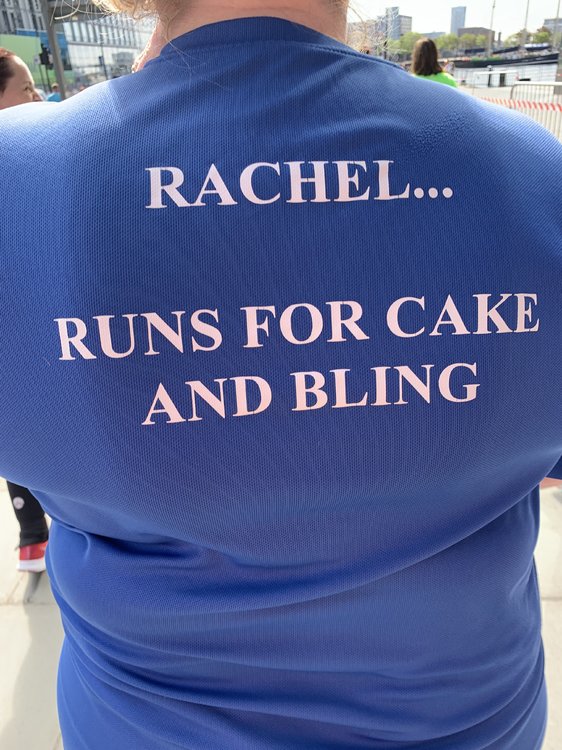 RACHEL...
RUNS FOR CAKE
AND BLING